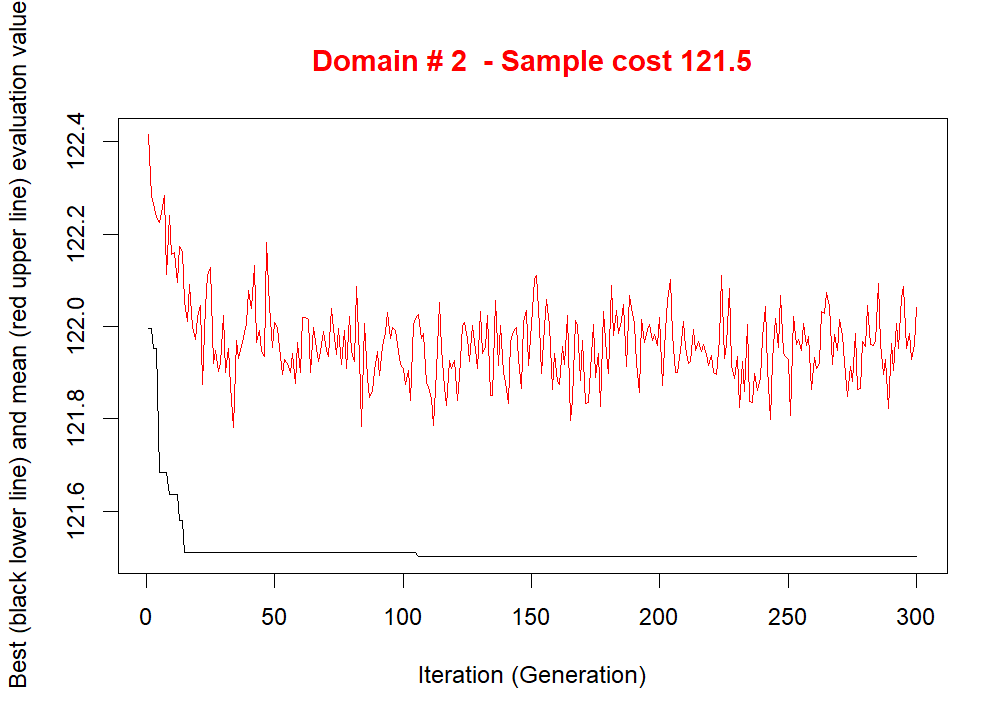 Domain # 2  - Sample cost 121.5
Best (black lower line) and mean (red upper line) evaluation value
122.4
122.2
122.0
121.8
121.6
0 50 100 150 200 250 300
Iteration (Generation)